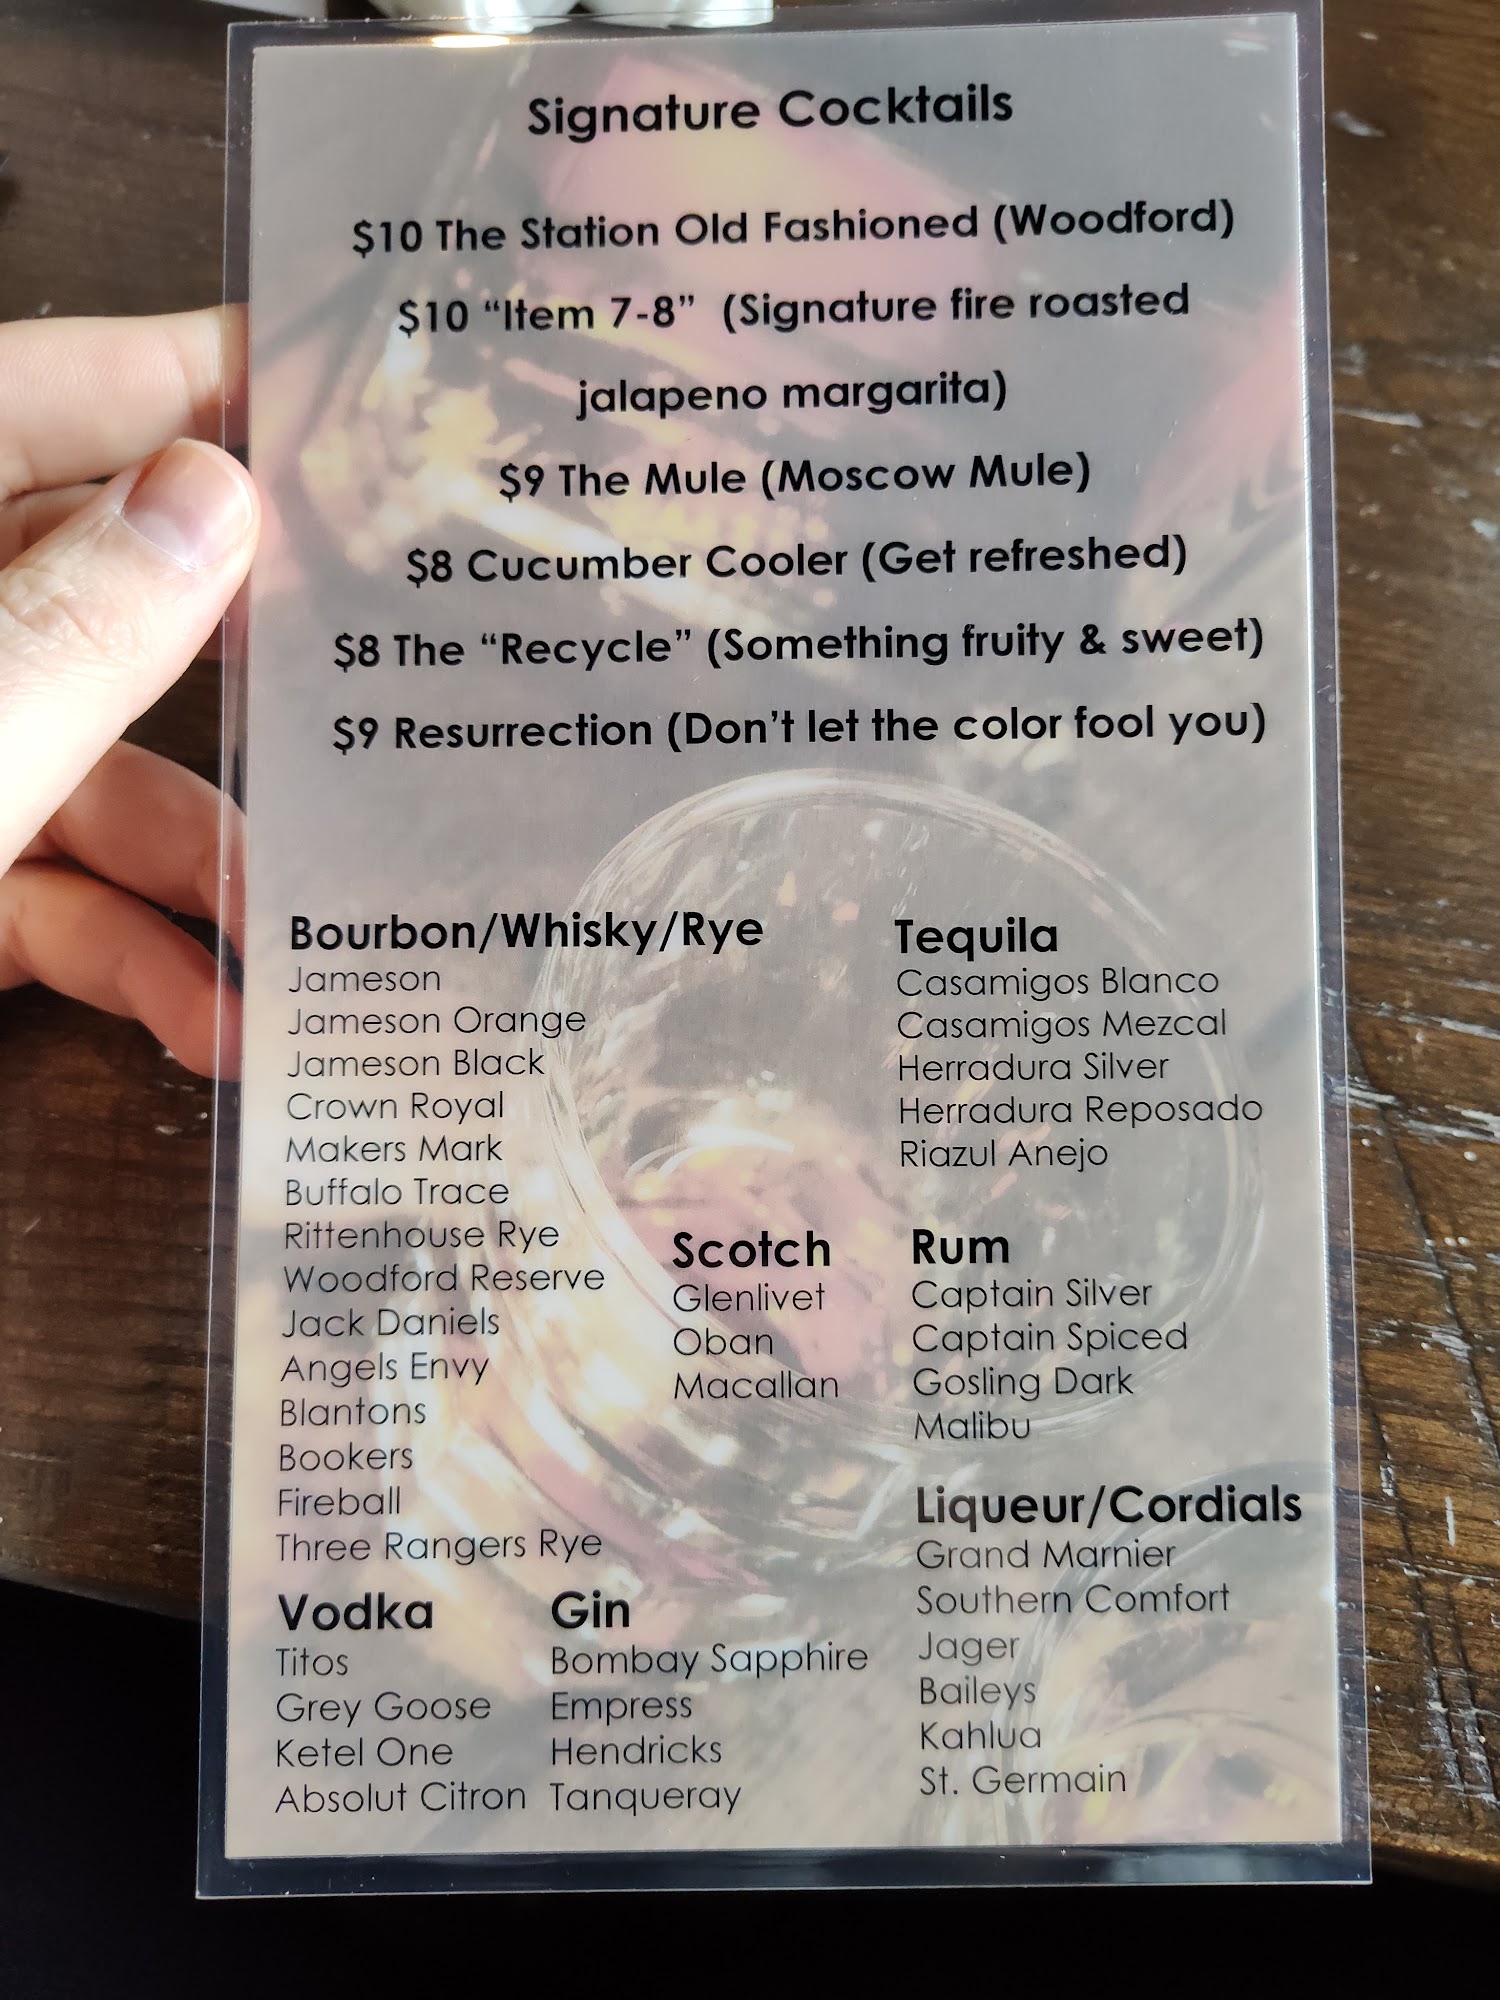 Signature Cocktails
$10 The Station Old Fashioned (Woodford)
$10 “Item 7-8” (Signature fire roasted
jalapeno margarita)
$9 The Mule (Moscow Mule)
$8 Cucumber Cooler (Get refreshed)
$8 The “Recycle” (Something fruity & sweet)
$9 Resurrection (Don’t let the color fool you)
Bourbon/Whisky/Rye
Jameson
Jameson Orange
Jameson Black
Crown Royal
Makers Mark
Buffalo Trace
Rittenhouse Rye
Woodford Reserve
Jack Daniels
Angels Envy
Blantons
Bookers
Fireball
Three Rangers Rye
Tequila
Casamigos Blanco
Casamigos Mezcal
Herradura Silver
Herradura Reposado
Riazul Anejo
Scotch
Glenlivet
Oban
Macallan
Rum
Captain Silver
Captain Spiced
Gosling Dark
Malibu
Vodka
Titos
Grey Goose
Ketel One
Absolut Citron
Gin
Bombay Sapphire
Empress
Hendricks
Tanqueray
Liqueur/Cordials
Grand Marnier
Southern Comfort
Jager
Baileys
Kahlua
St. Germain